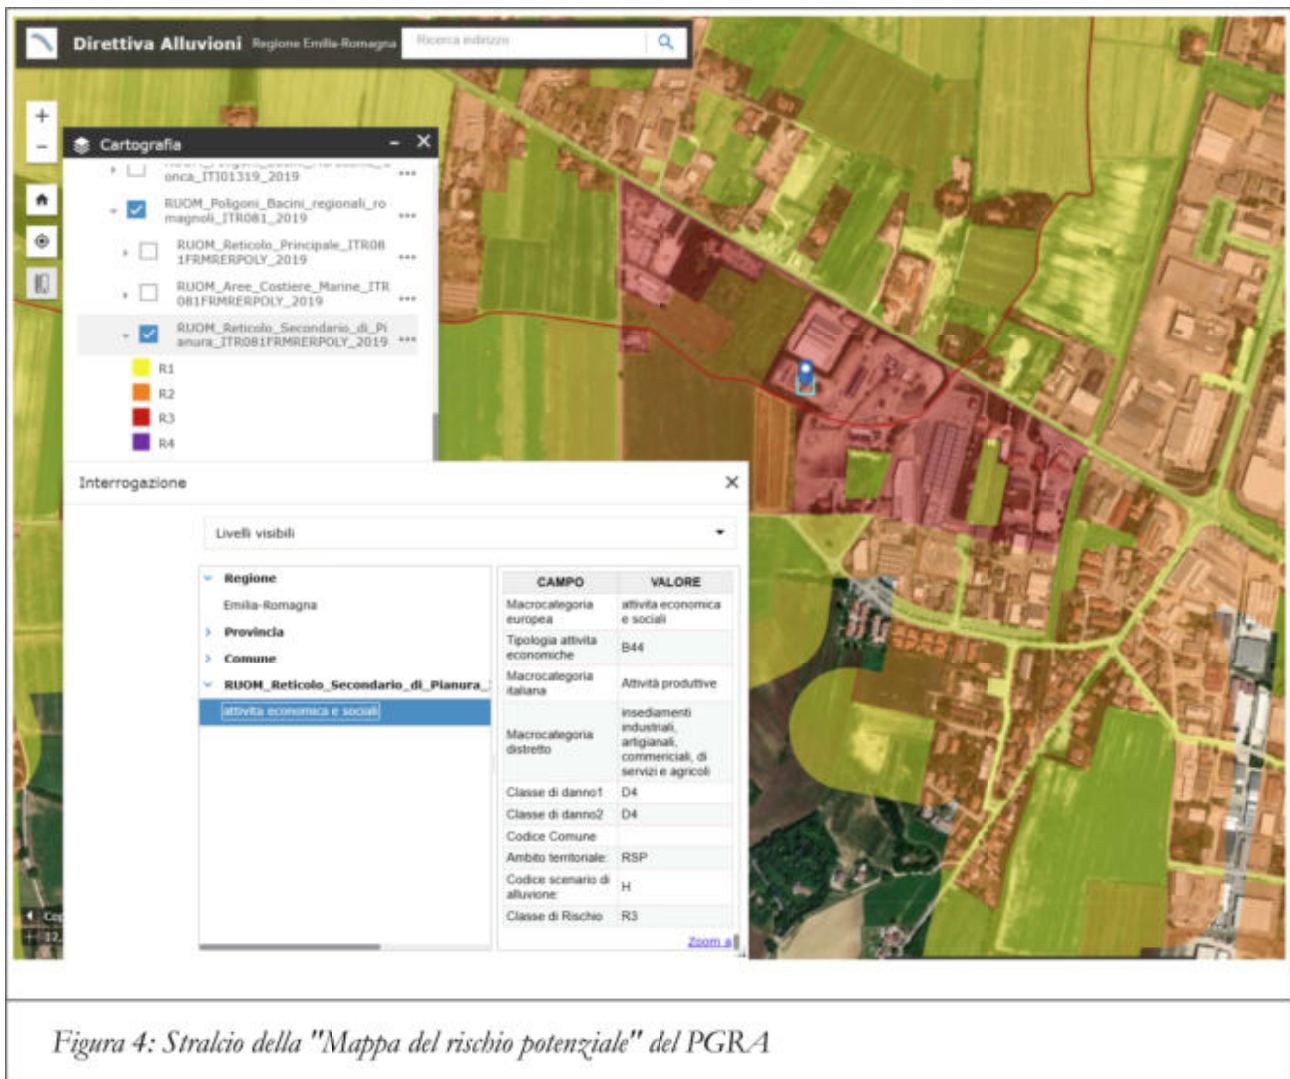 Direttiva Alluvioni Regione Emilia-Romagna
Ricerca indirizzo
+
−
Cartografia
onca_ITI01319_2019
RUOM_Poligoni_Bacini_regionali_ro
magnoli_ITR081_2019
RUOM_Reticolo_Principale_ITR08
1FRMRERPOLY_2019
RUOM_Aree_Costiere_Marine_ITR
081FRMRERPOLY_2019
RUOM_Reticolo_Secondario_di_Pi
anura_ITR081FRMRERPOLY_2019
R1
R2
R3
R4
Interrogazione
Livelli visibili
Regione
Emilia-Romagna
Provincia
Comune
RUOM_Reticolo_Secondario_di_Pianura_
attivita economica e sociali
CAMPO VALORE
Macrocategoria europea attivita economica e sociali
Tipologia attivita economiche B44
Macrocategoria italiana Attività produttive
Macrocategoria distretto insediamenti industriali, artigianali, commericiali, di servizi e agricoli
Classe di danno1 D4
Classe di danno2 D4
Codice Comune
Ambito territoriale: RSP
Codice scenario di alluvione: H
Classe di Rischio R3
Zoom a
Figura 4: Stralcio della "Mappa del rischio potenziale" del PGRA